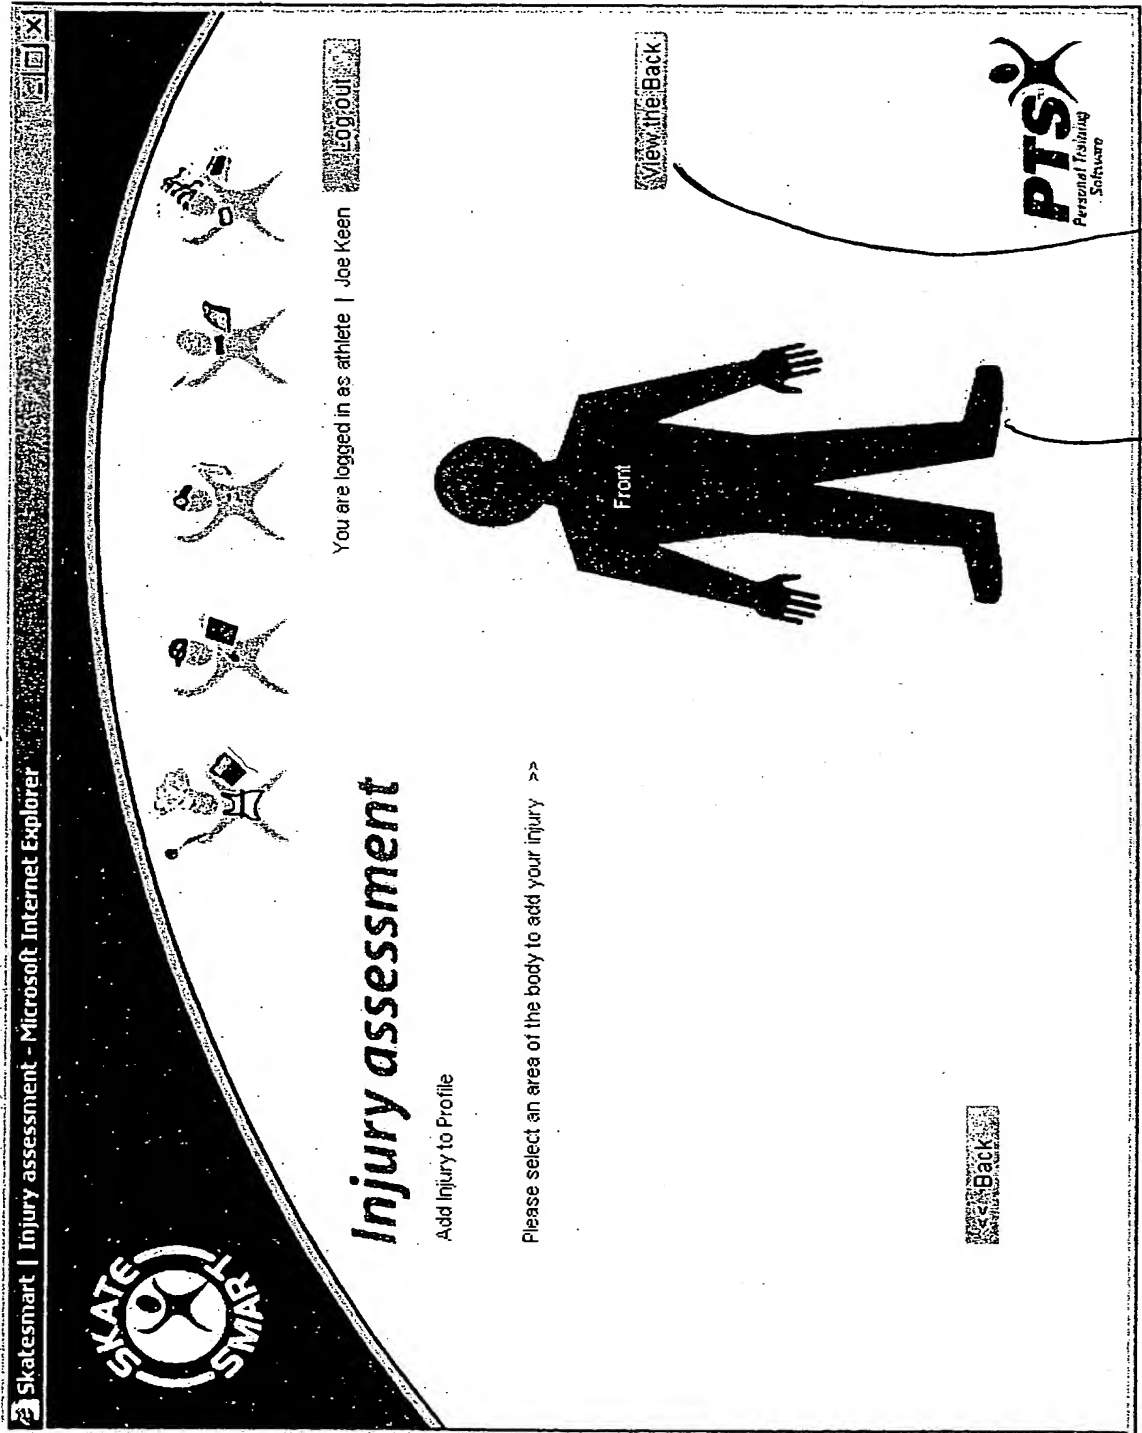 Skatesmart | Injury assessment - Microsoft Internet Explorer
SKATE
SMART
You are logged in as athlete | Joe Keen
Log out
Injury assessment
Add Injury to Profile
Please select an area of the body to add your injury >>
Front
View the Back
<<< Back
PTS
Personal Training
Software